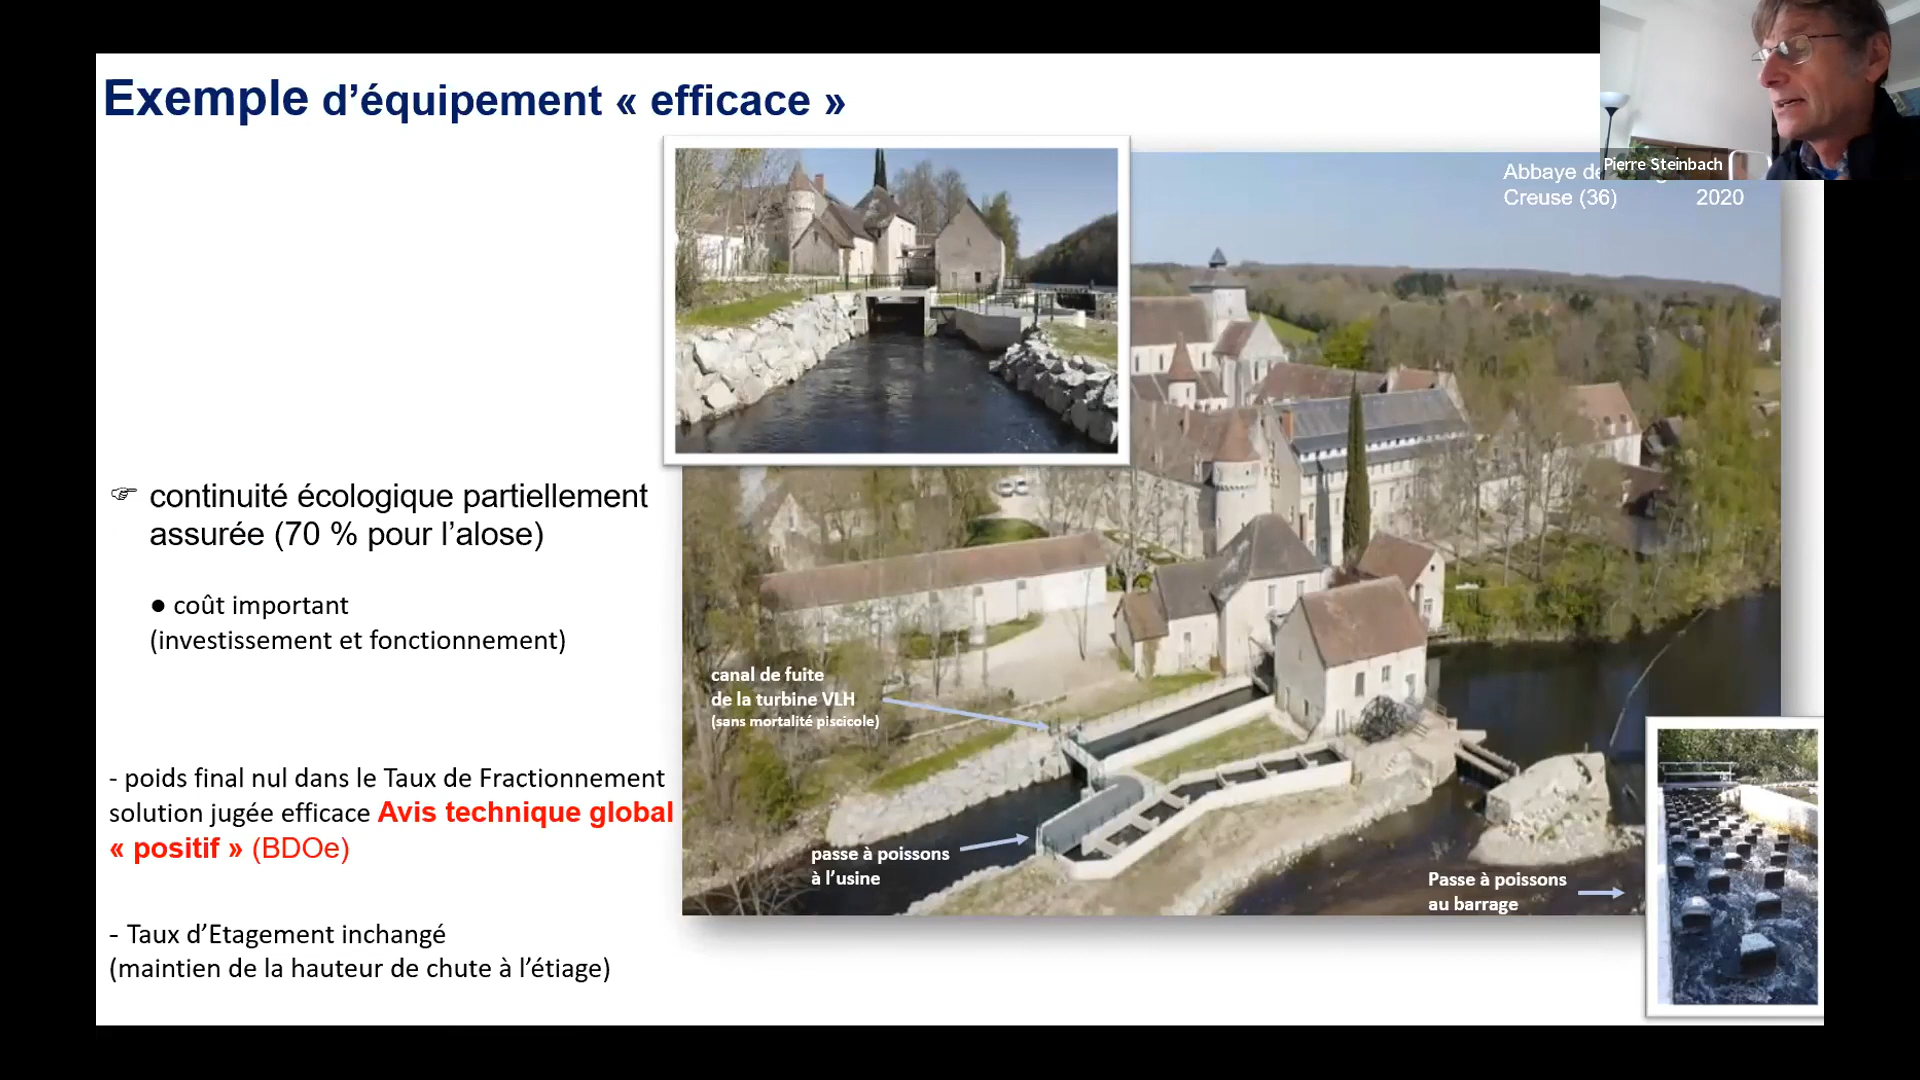 Exemple d’équipement « efficace »
Pierre Steinbach
Abbaye de
Creuse (36) 2020
☞ continuité écologique partiellement
assurée (70 % pour l’alose)
● coût important
(investissement et fonctionnement)
canal de fuite
de la turbine VLH
(sans mortalité piscicole)
- poids final nul dans le Taux de Fractionnement
solution jugée efficace Avis technique global
« positif » (BDOe)
passe à poissons
à l’usine
Passe à poissons
au barrage
- Taux d’Etagement inchangé
(maintien de la hauteur de chute à l’étiage)